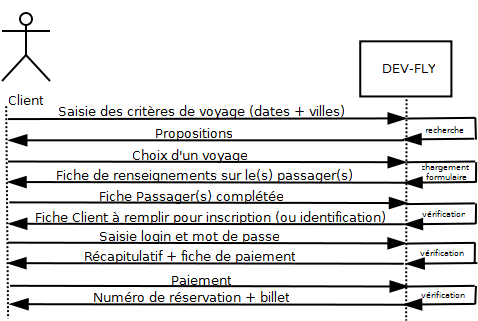 DEV-FLY
Client
Saisie des critères de voyage (dates + villes)
recherche
Propositions
Choix d'un voyage
chargement
formulaire
Fiche de renseignements sur le(s) passager(s)
Fiche Passager(s) complétée
vérification
Fiche Client à remplir pour inscription (ou identification)
Saisie login et mot de passe
vérification
Récapitulatif + fiche de paiement
Paiement
vérification
Numéro de réservation + billet